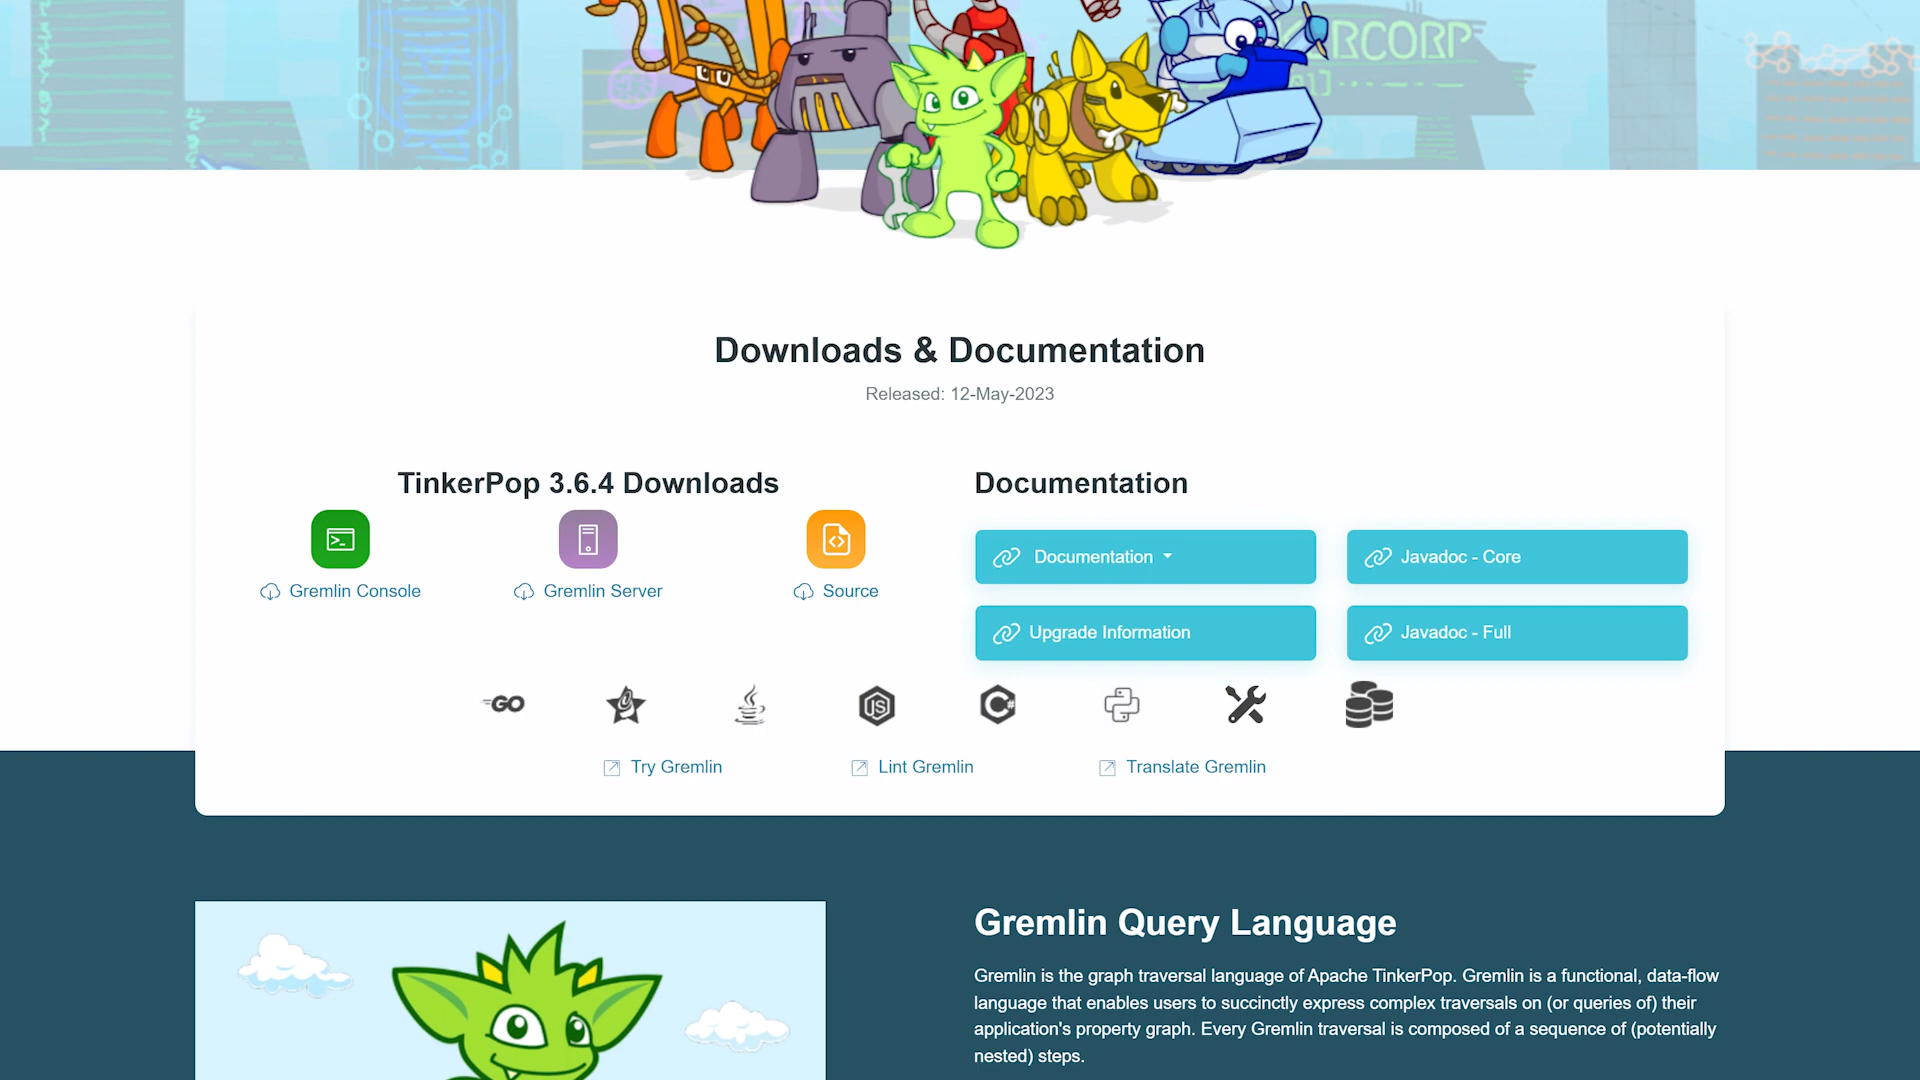 RCORP
Downloads & Documentation
Released: 12-May-2023
TinkerPop 3.6.4 Downloads
Documentation
Gremlin Console
Gremlin Server
Source
Documentation
Javadoc - Core
Upgrade Information
Javadoc - Full
GO
JS
C#
Try Gremlin
Lint Gremlin
Translate Gremlin
Gremlin Query Language
Gremlin is the graph traversal language of Apache TinkerPop. Gremlin is a functional, data-flow
language that enables users to succinctly express complex traversals on (or queries of) their
application's property graph. Every Gremlin traversal is composed of a sequence of (potentially
nested) steps.